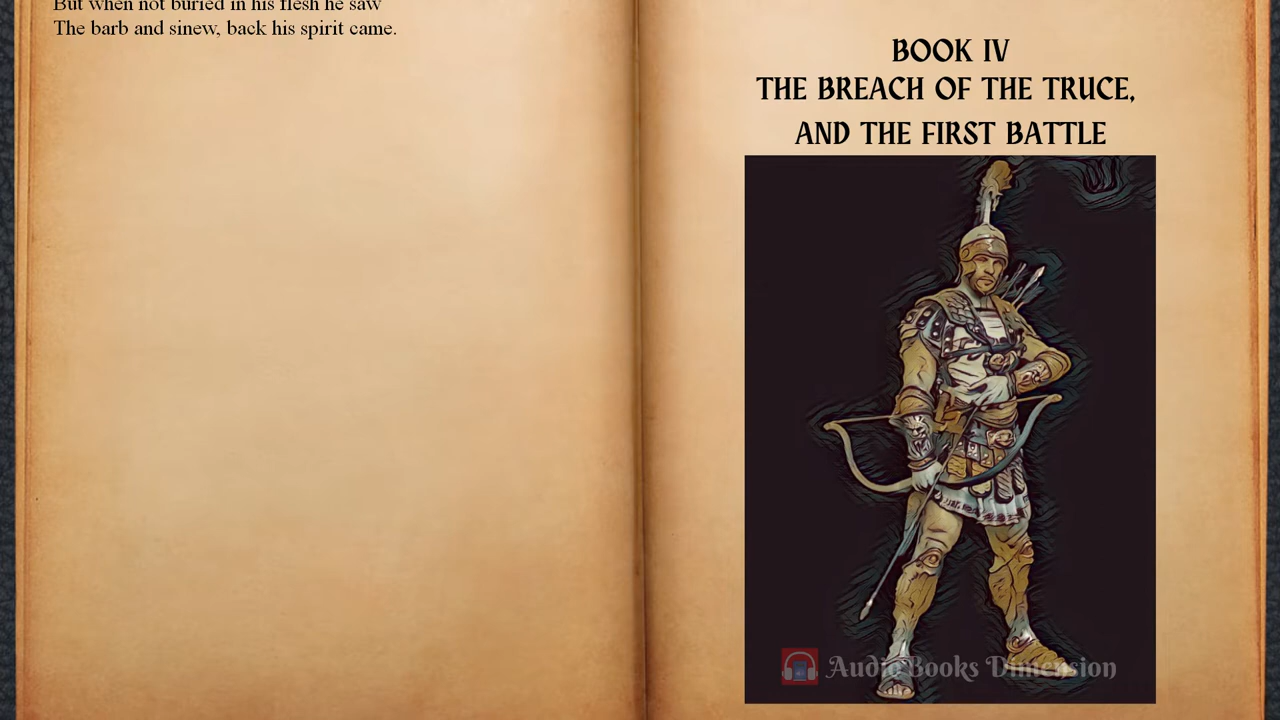 But when not buried in his flesh he saw
The barb and sinew, back his spirit came.
BOOK IV
THE BREACH OF THE TRUCE,
AND THE FIRST BATTLE
AudioBooks Dimension